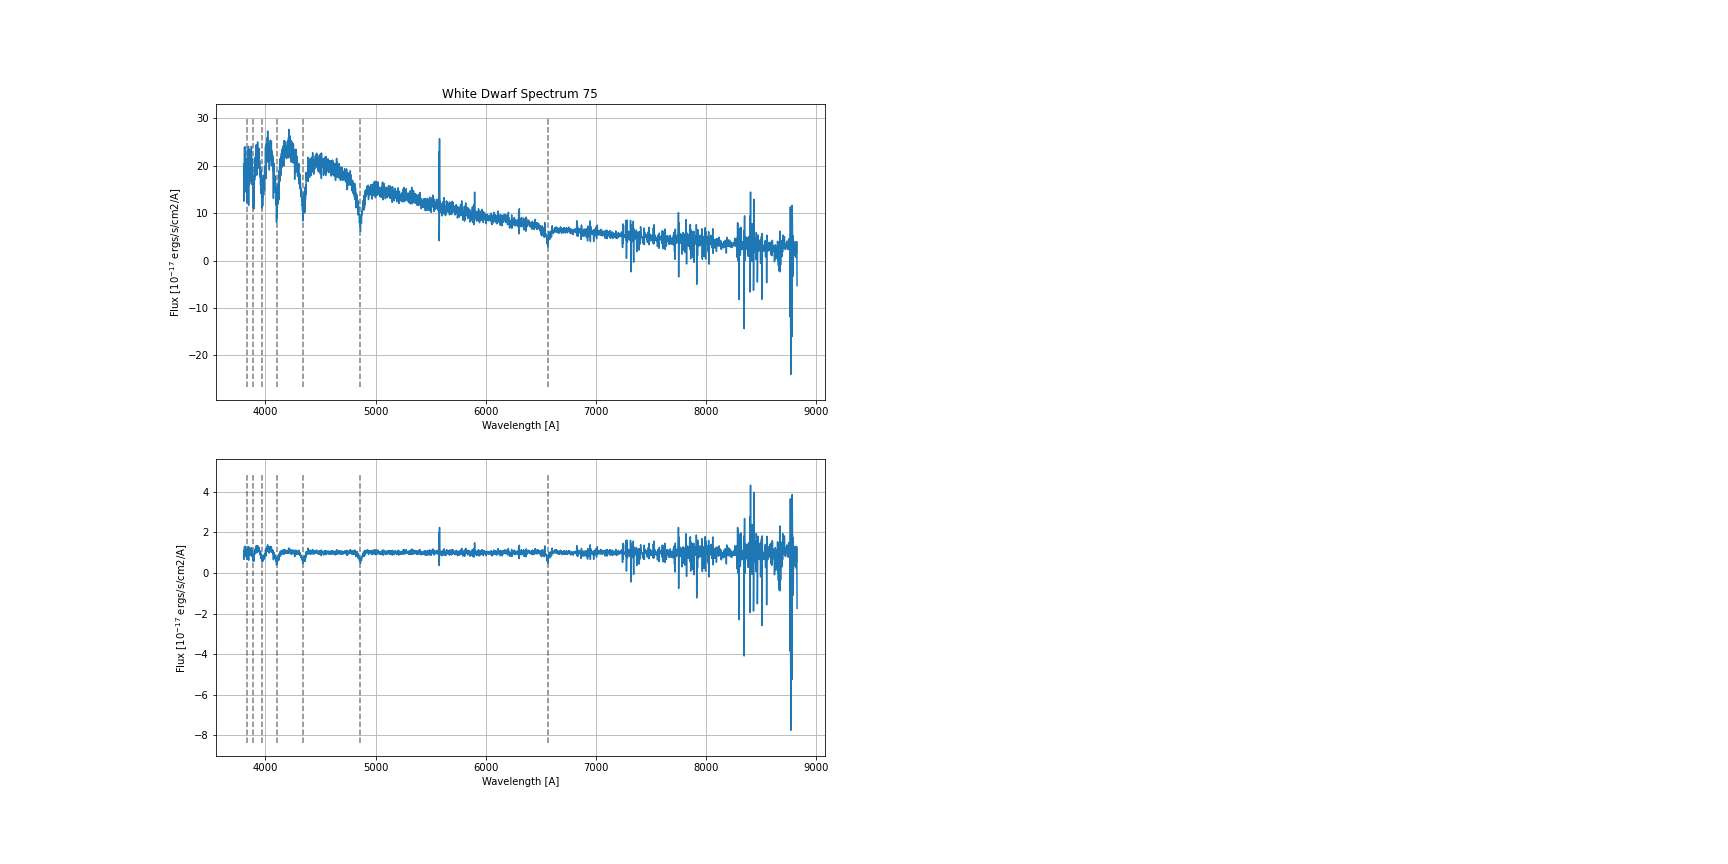 White Dwarf Spectrum 75
30
20
10
0
−10
−20
Flux [10⁻¹⁷ ergs/s/cm2/A]
4000 5000 6000 7000 8000 9000
Wavelength [A]
4
2
0
−2
−4
−6
−8
Flux [10⁻¹⁷ ergs/s/cm2/A]
4000 5000 6000 7000 8000 9000
Wavelength [A]